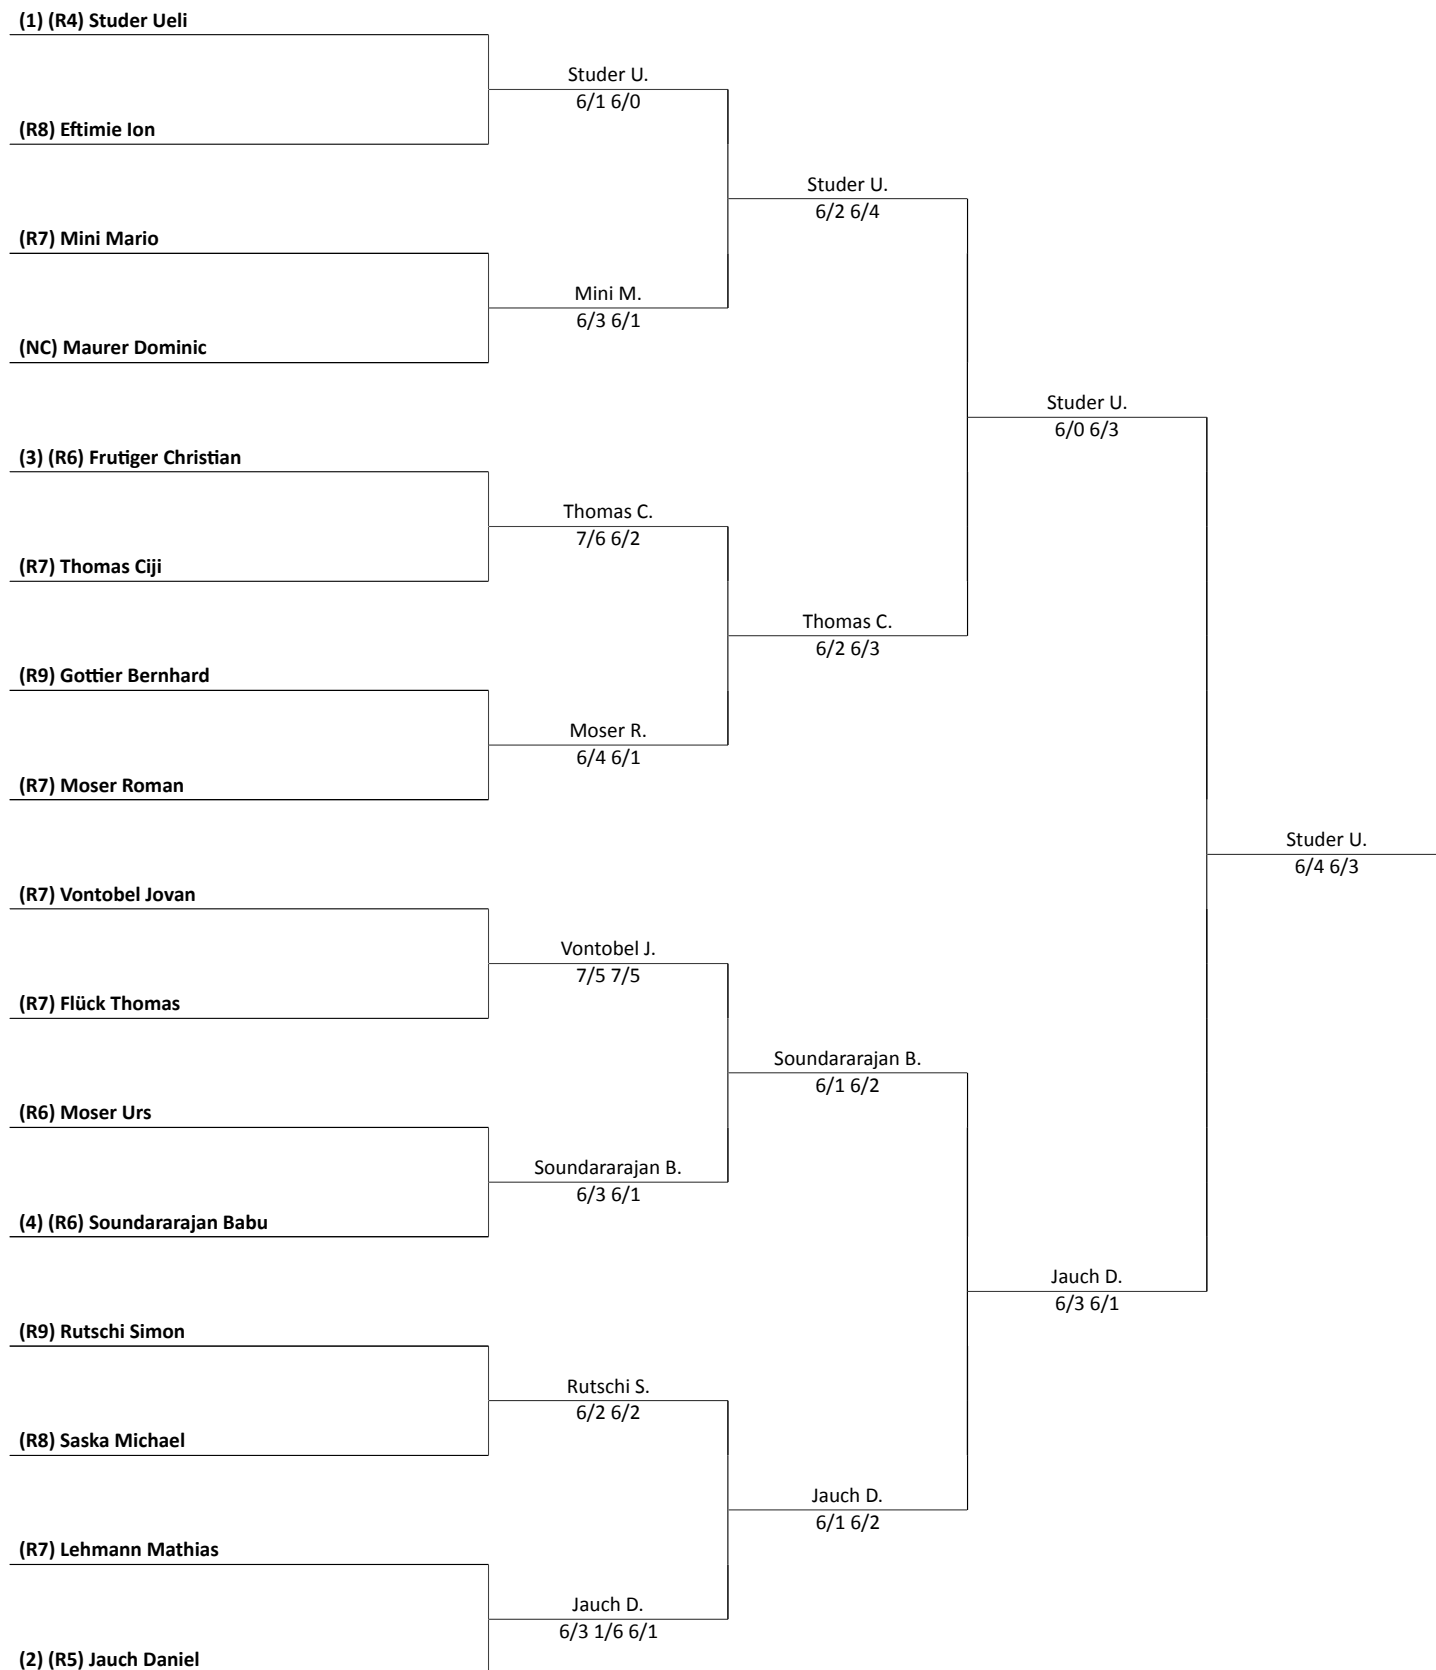 (1) (R4) Studer Ueli
Studer U.
6/1 6/0
(R8) Eftimie Ion
Studer U.
6/2 6/4
(R7) Mini Mario
Mini M.
6/3 6/1
(NC) Maurer Dominic
Studer U.
6/0 6/3
(3) (R6) Frutiger Christian
Thomas C.
7/6 6/2
(R7) Thomas Ciji
Thomas C.
6/2 6/3
(R9) Gottier Bernhard
Moser R.
6/4 6/1
(R7) Moser Roman
Studer U.
6/4 6/3
(R7) Vontobel Jovan
Vontobel J.
7/5 7/5
(R7) Flück Thomas
Soundararajan B.
6/1 6/2
(R6) Moser Urs
Soundararajan B.
6/3 6/1
(4) (R6) Soundararajan Babu
Jauch D.
6/3 6/1
(R9) Rutschi Simon
Rutschi S.
6/2 6/2
(R8) Saska Michael
Jauch D.
6/1 6/2
(R7) Lehmann Mathias
Jauch D.
6/3 1/6 6/1
(2) (R5) Jauch Daniel